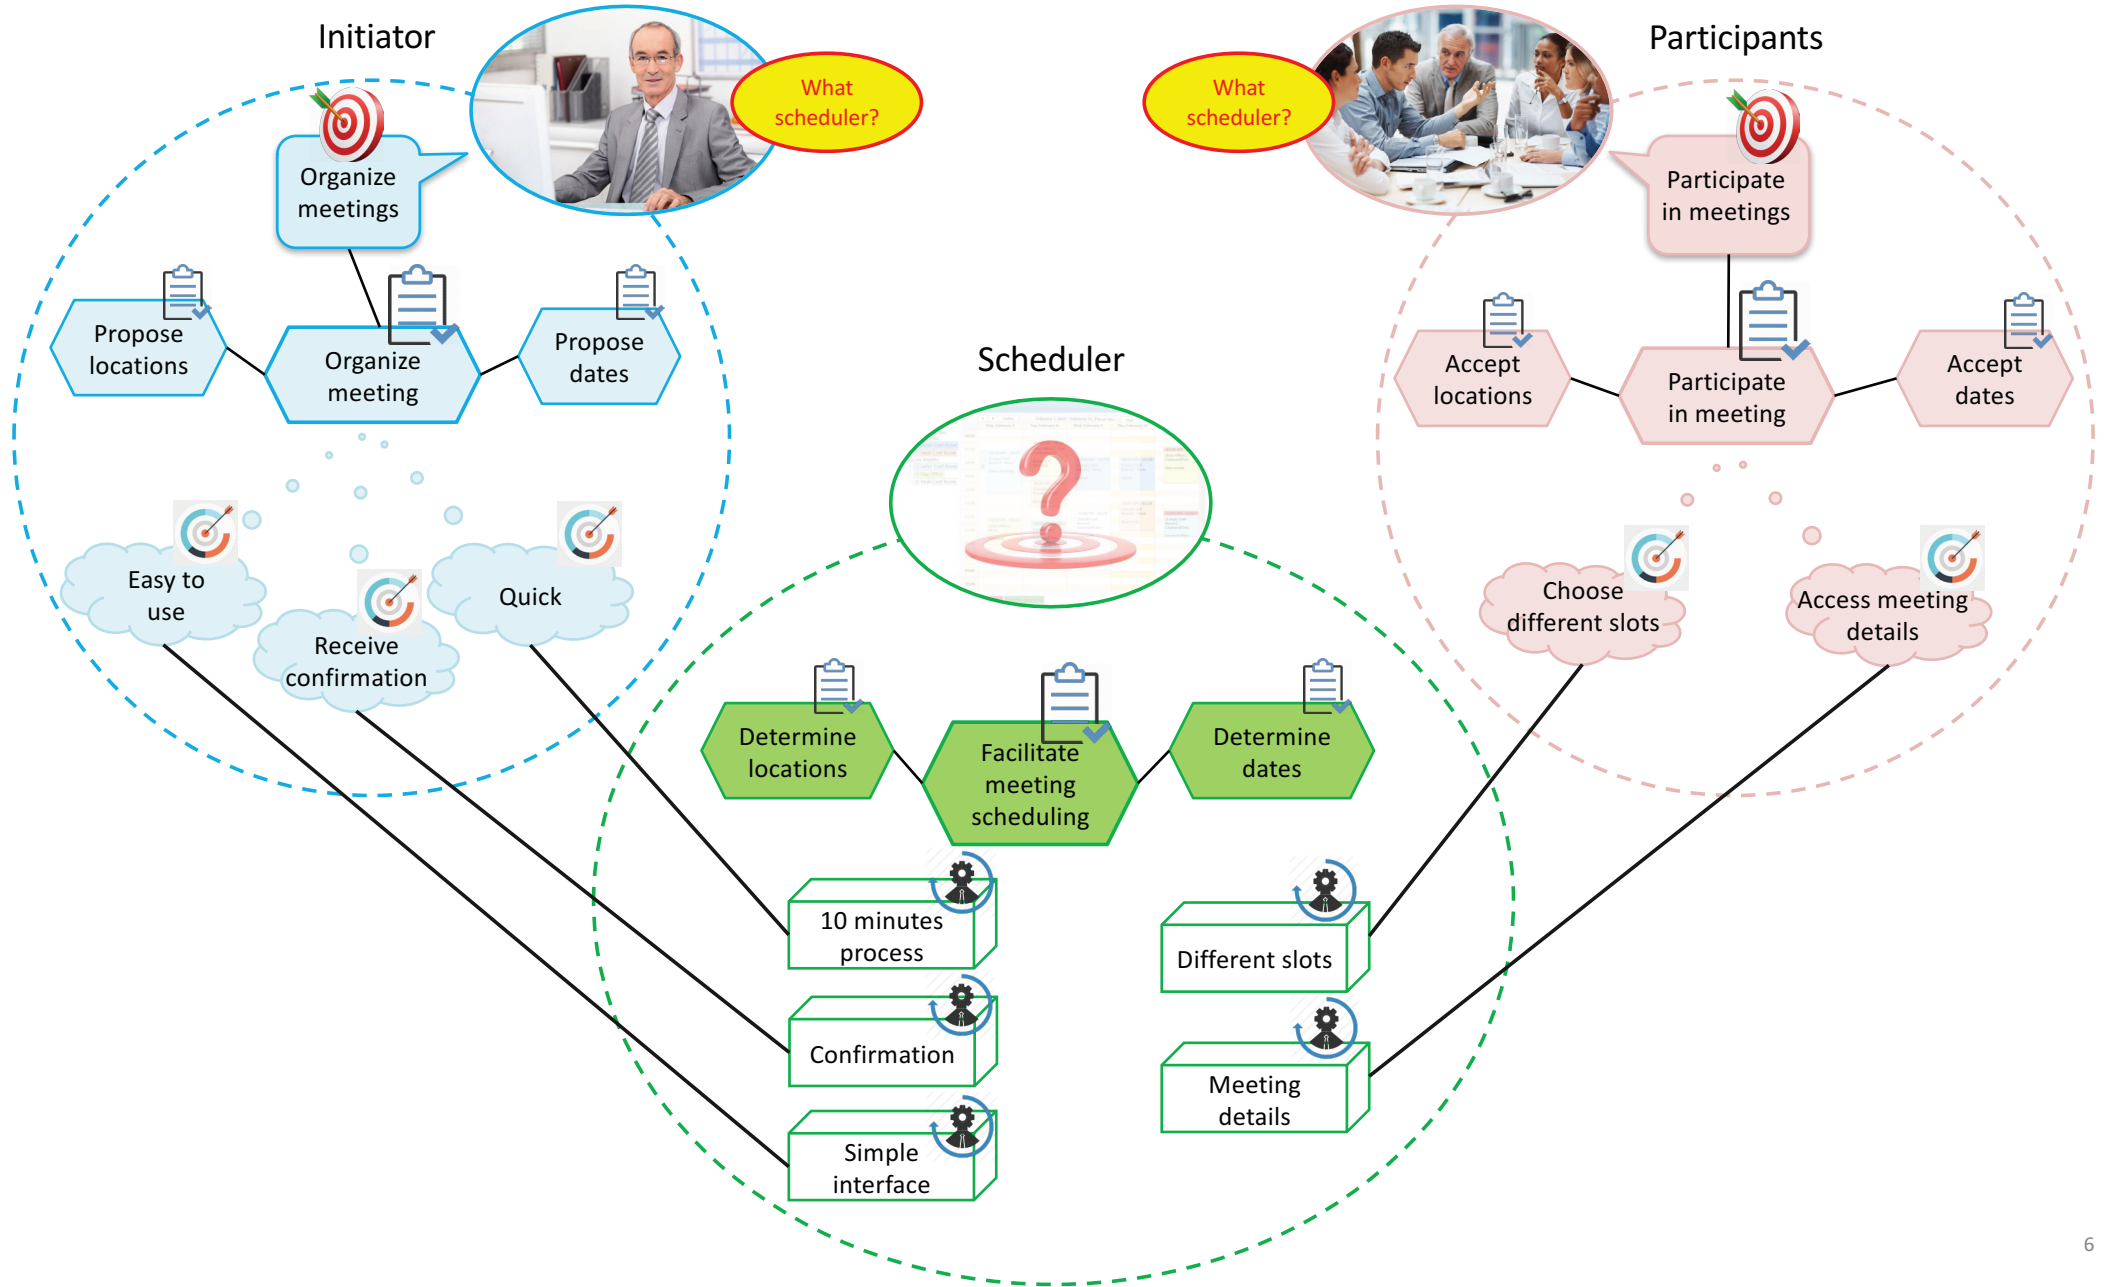 Initiator
What
scheduler?
Organize
meetings
Propose
locations
Organize
meeting
Propose
dates
Easy to
use
Receive
confirmation
Quick
What
scheduler?
Participants
Participate
in meetings
Accept
locations
Participate
in meeting
Accept
dates
Choose
different slots
Access meeting
details
Scheduler
Determine
locations
Facilitate
meeting
scheduling
Determine
dates
10 minutes
process
Confirmation
Simple
interface
Different slots
Meeting
details
6